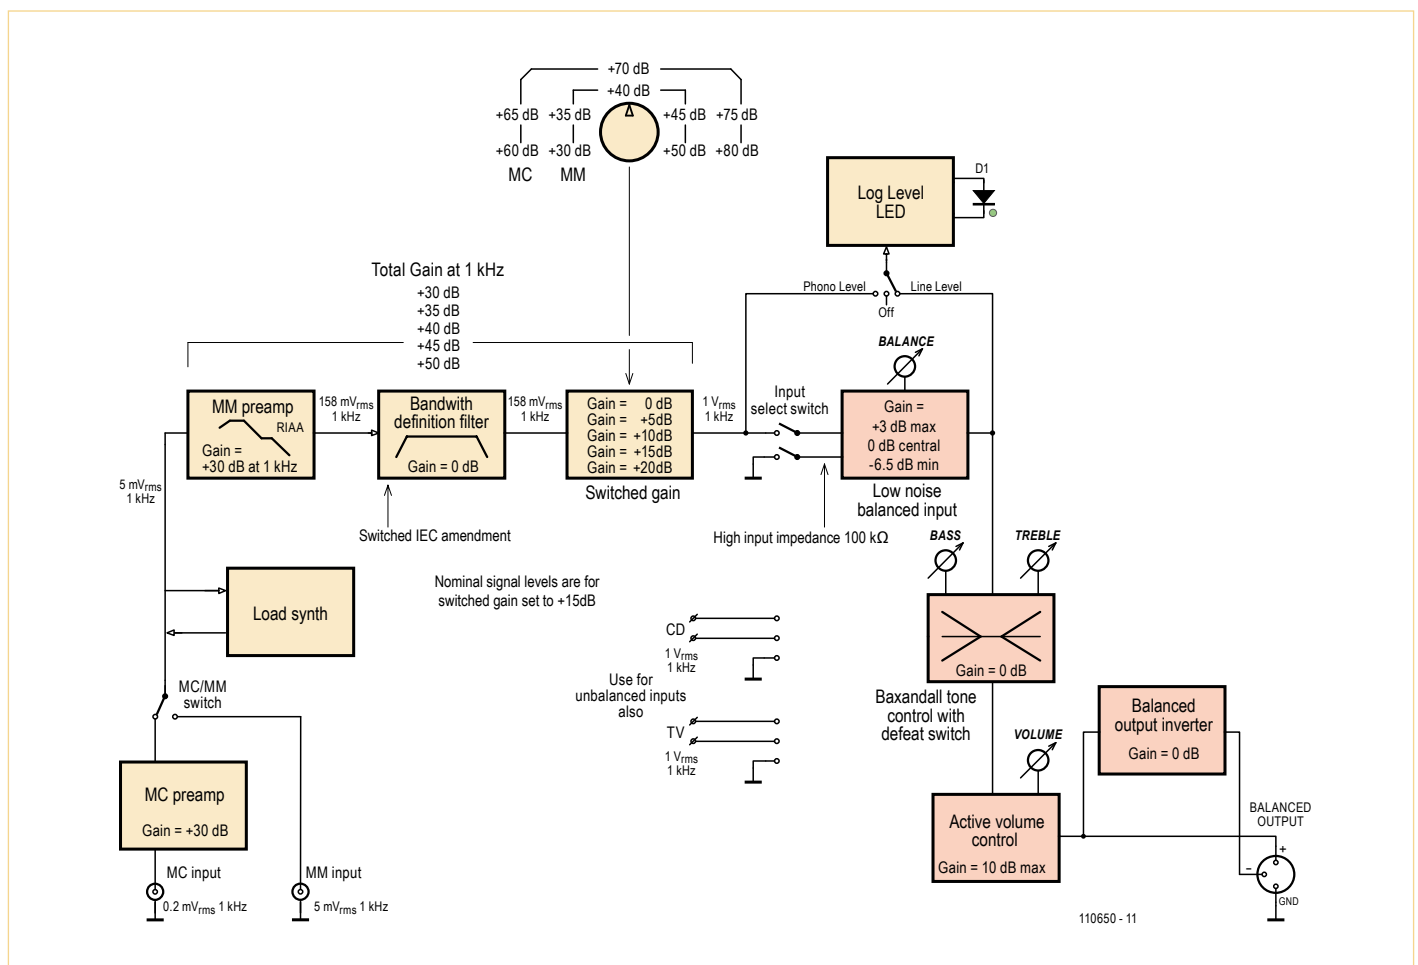 +70 dB
+40 dB
+65 dB +35 dB +45 dB +75 dB
+60 dB +30 dB +50 dB +80 dB
MC MM
D1
Log Level
LED
Phono Level
Line Level
Off
Total Gain at 1 kHz
+30 dB
+35 dB
+40 dB
+45 dB
+50 dB
BALANCE
MM preamp
RIAA
Gain =
+30 dB at 1 kHz
158 mVrms
1 kHz
Bandwith
definition filter
Gain = 0 dB
158 mVrms
1 kHz
Gain = 0 dB
Gain = +5dB
Gain = +10dB
Gain = +15dB
Gain = +20dB
Switched gain
1 Vrms
1 kHz
Input
select switch
Gain =
+3 dB max
0 dB central
-6.5 dB min
Low noise
balanced input
5 mVrms
1 kHz
Switched IEC amendment
High input impedance 100 kΩ
BASS
TREBLE
Nominal signal levels are for
switched gain set to +15dB
Load synth
CD
1 Vrms
1 kHz
Use for
unbalanced inputs
also
TV
1 Vrms
1 kHz
Gain = 0 dB
Baxandall tone
control with
defeat switch
MC/MM
switch
VOLUME
Balanced
output inverter
Gain = 0 dB
MC preamp
Gain = +30 dB
Active volume
control
Gain = 10 dB max
BALANCED
OUTPUT
+
-
GND
MC input
0.2 mVrms 1 kHz
MM input
5 mVrms 1 kHz
110650 - 11